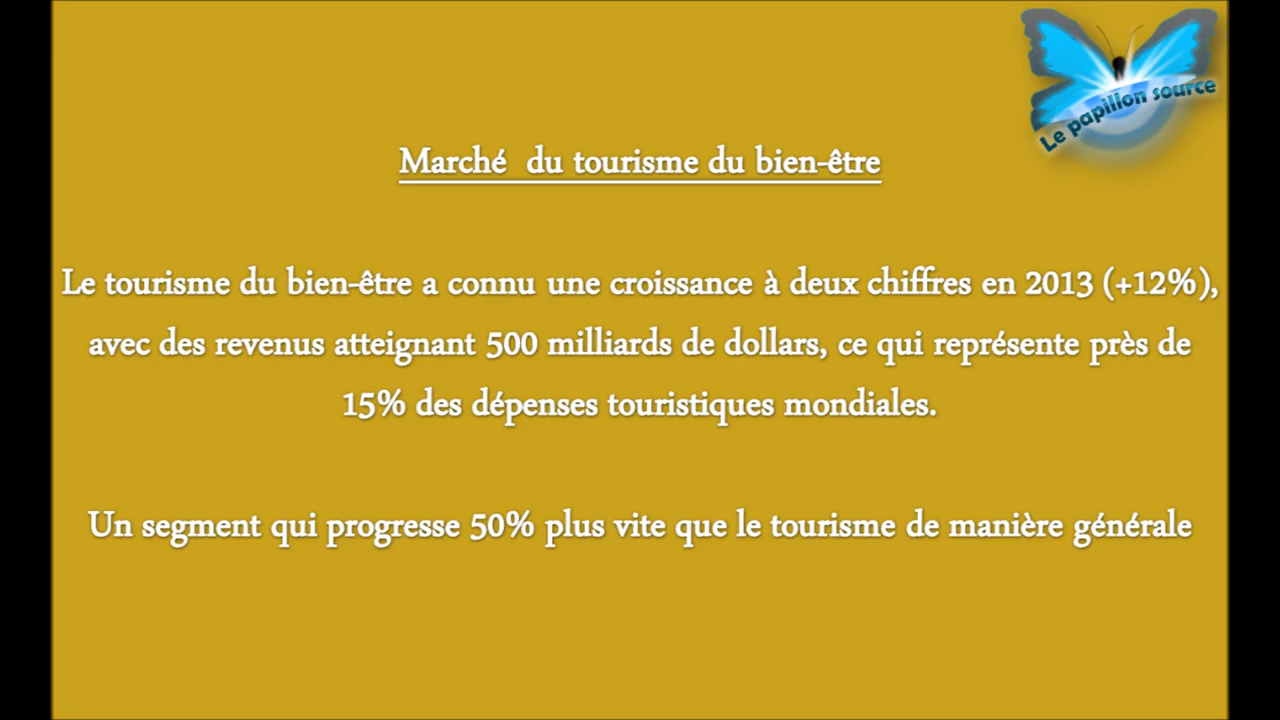 Le papillon source
Marché du tourisme du bien-être
Le tourisme du bien-être a connu une croissance à deux chiffres en 2013 (+12%),
avec des revenus atteignant 500 milliards de dollars, ce qui représente près de
15% des dépenses touristiques mondiales.
Un segment qui progresse 50% plus vite que le tourisme de manière générale